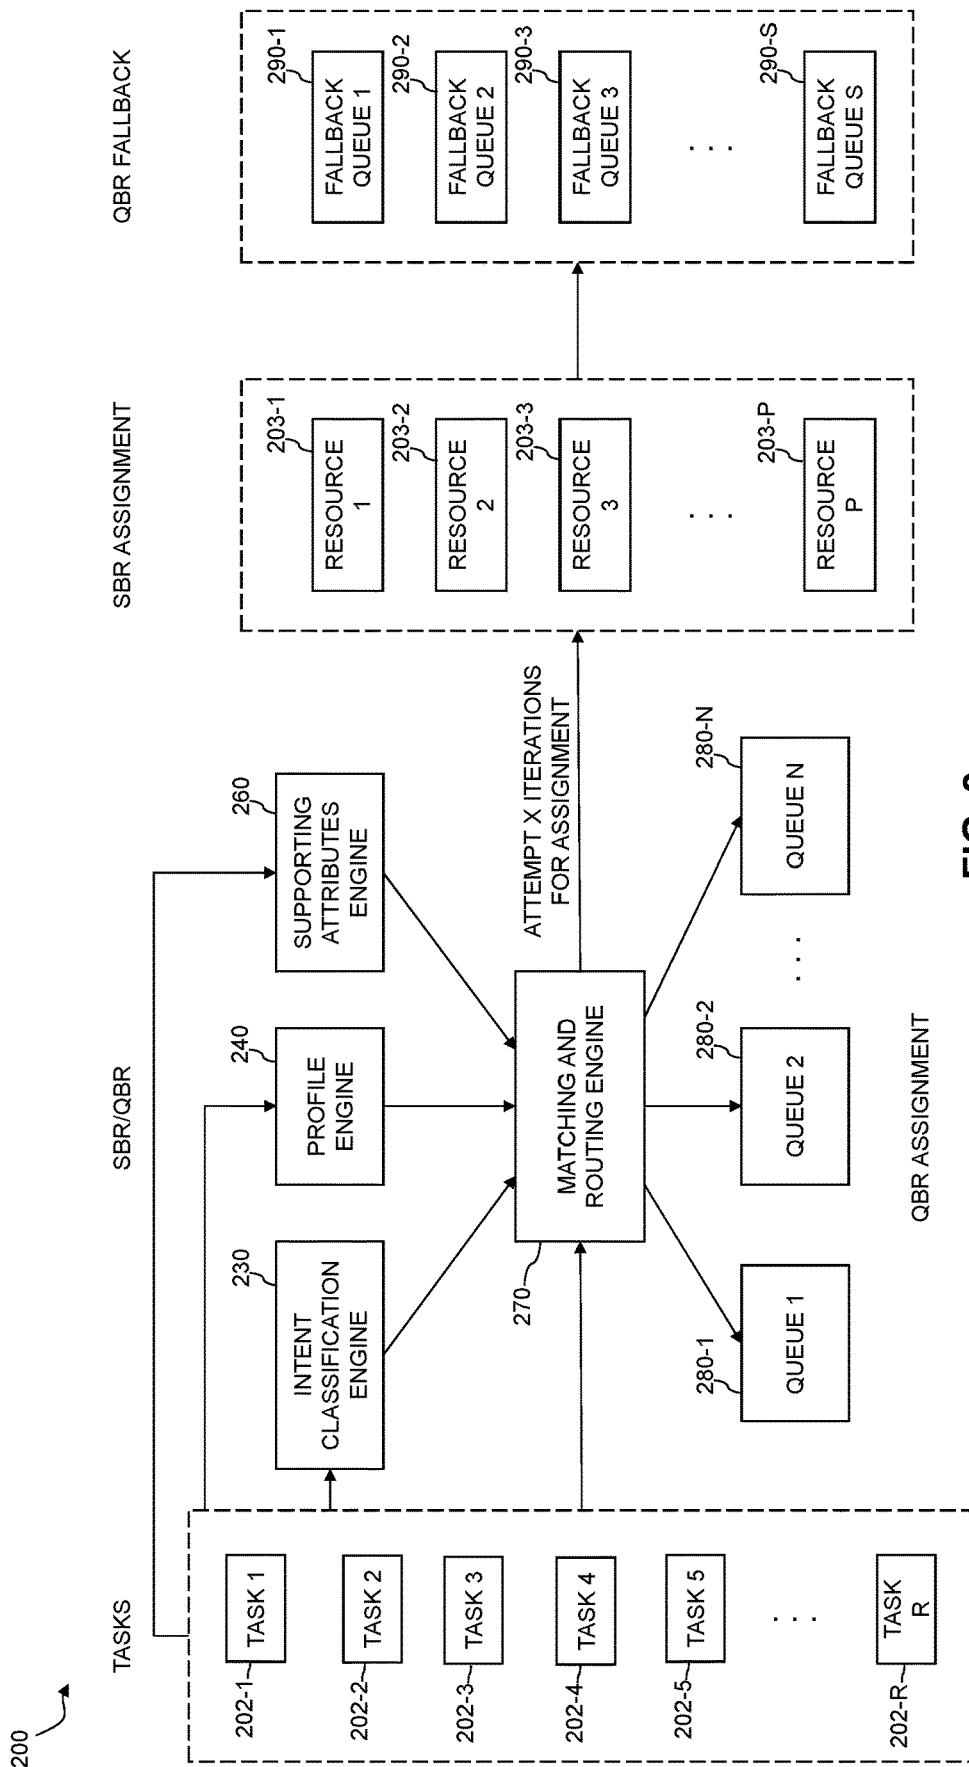 200
TASKS
SBR/QBR
SBR ASSIGNMENT
QBR FALLBACK
202-1
TASK 1
202-2
TASK 2
202-3
TASK 3
202-4
TASK 4
202-5
TASK 5
. . .
202-R
TASK
R
230
INTENT
CLASSIFICATION
ENGINE
240
PROFILE
ENGINE
260
SUPPORTING
ATTRIBUTES
ENGINE
270
MATCHING AND
ROUTING ENGINE
ATTEMPT X ITERATIONS
FOR ASSIGNMENT
280-1
QUEUE 1
280-2
QUEUE 2
. . .
280-N
QUEUE N
QBR ASSIGNMENT
203-1
RESOURCE
1
203-2
RESOURCE
2
203-3
RESOURCE
3
. . .
203-P
RESOURCE
P
290-1
FALLBACK
QUEUE 1
290-2
FALLBACK
QUEUE 2
290-3
FALLBACK
QUEUE 3
. . .
290-S
FALLBACK
QUEUE S
FIG.